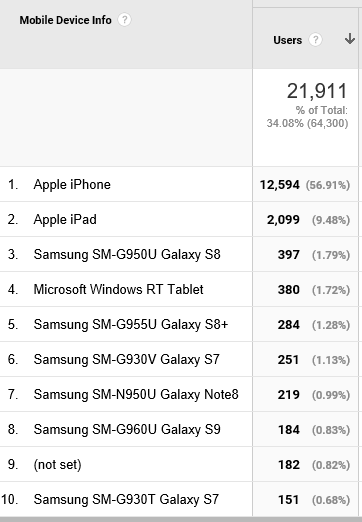 Mobile Device Info ?
Users ?
21,911
% of Total:
34.08% (64,300)
1. Apple iPhone 12,594 (56.91%)
2. Apple iPad 2,099 (9.48%)
3. Samsung SM-G950U Galaxy S8 397 (1.79%)
4. Microsoft Windows RT Tablet 380 (1.72%)
5. Samsung SM-G955U Galaxy S8+ 284 (1.28%)
6. Samsung SM-G930V Galaxy S7 251 (1.13%)
7. Samsung SM-N950U Galaxy Note8 219 (0.99%)
8. Samsung SM-G960U Galaxy S9 184 (0.83%)
9. (not set) 182 (0.82%)
10. Samsung SM-G930T Galaxy S7 151 (0.68%)